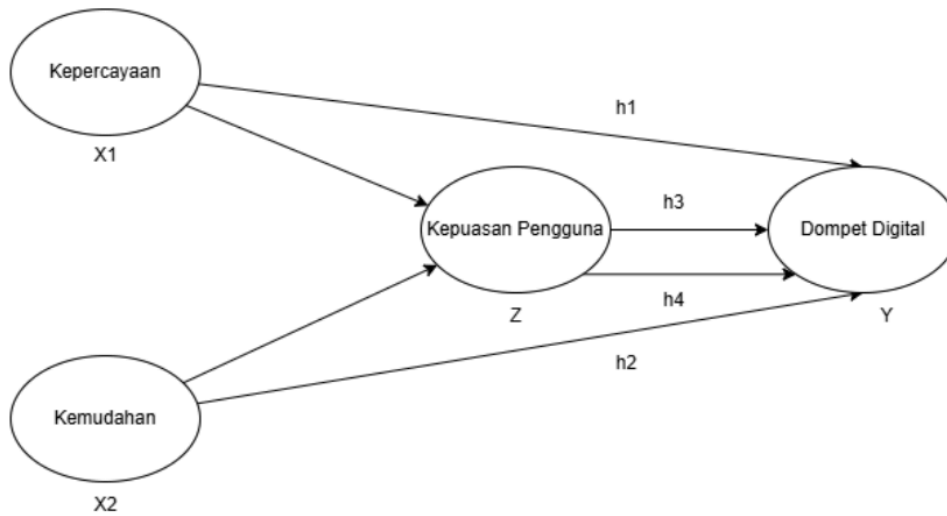 Kepercayaan
X1
h1
Kepuasan Pengguna
Z
h3
h4
Dompet Digital
Y
h2
Kemudahan
X2